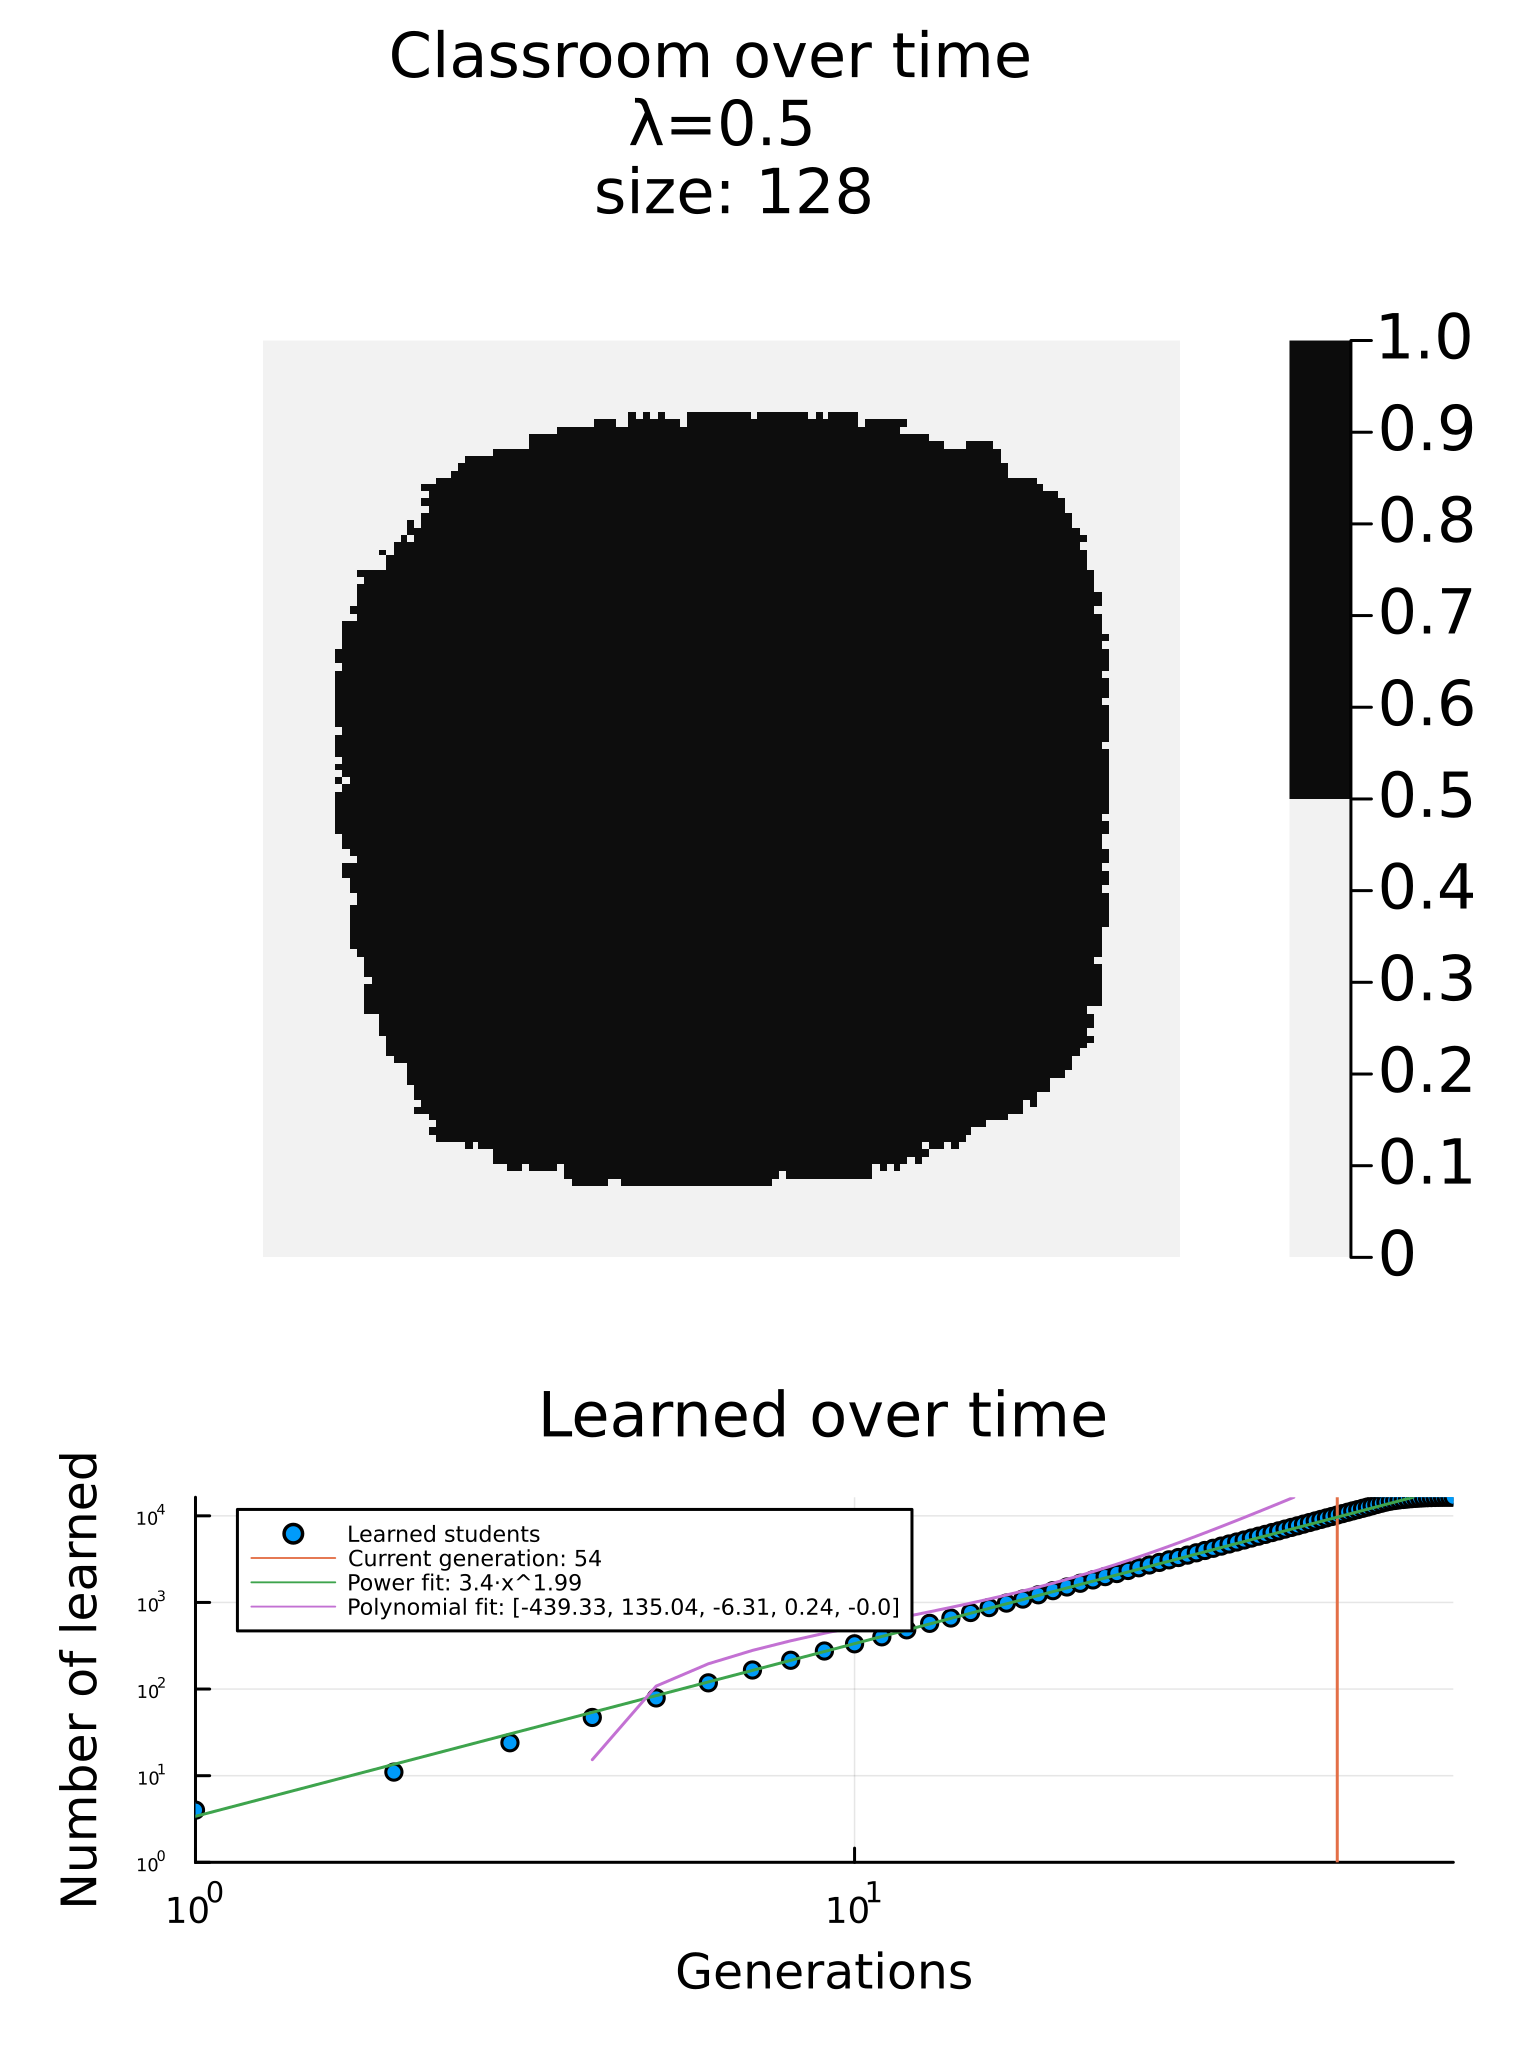 Classroom over time
λ=0.5
size: 128
1.0
0.9
0.8
0.7
0.6
0.5
0.4
0.3
0.2
0.1
0
Learned over time
Number of learned
10^4
10^3
10^2
10^1
10^0
Learned students
Current generation: 54
Power fit: 3.4·x^1.99
Polynomial fit: [-439.33, 135.04, -6.31, 0.24, -0.0]
10^0
10^1
Generations